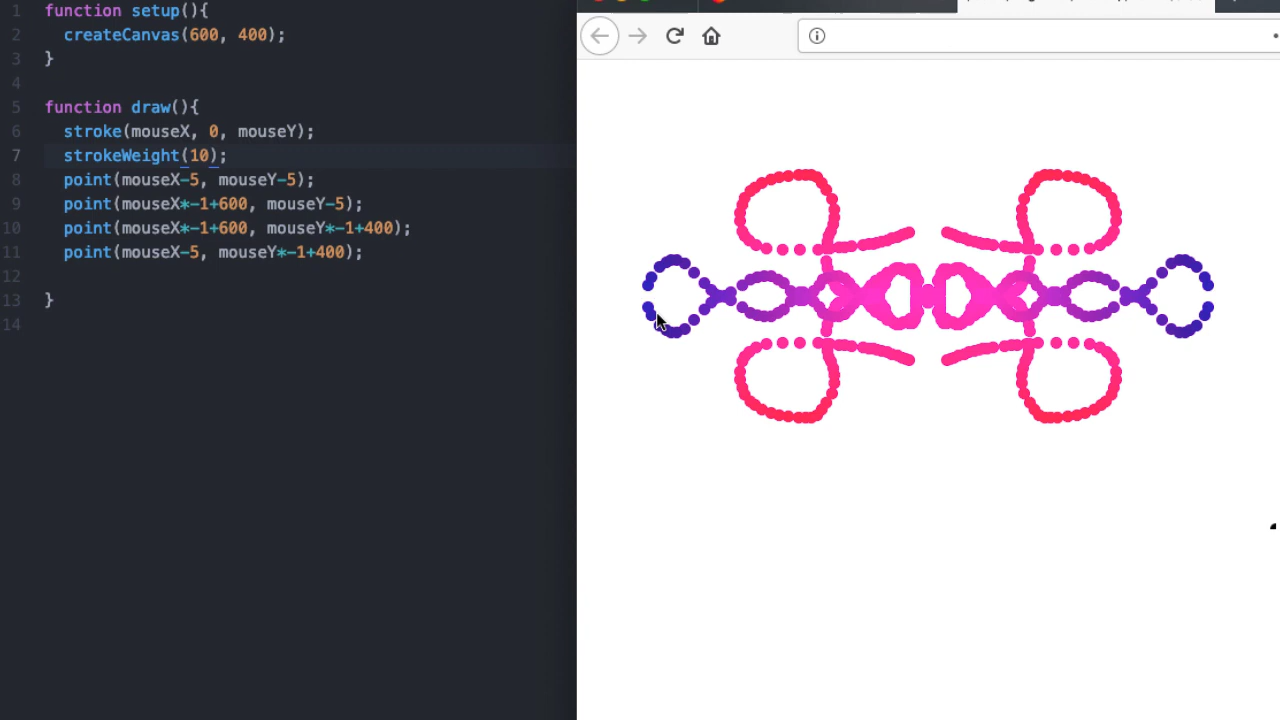 1 function setup(){
2 createCanvas(600, 400);
3 }
4
5 function draw(){
6 stroke(mouseX, 0, mouseY);
7 strokeWeight(10);
8 point(mouseX-5, mouseY-5);
9 point(mouseX*-1+600, mouseY-5);
10 point(mouseX*-1+600, mouseY*-1+400);
11 point(mouseX-5, mouseY*-1+400);
12
13 }
14